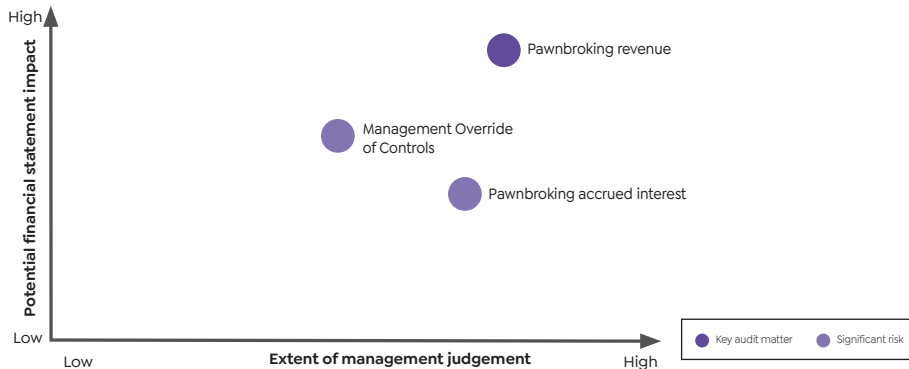 High
Potential financial statement impact
Pawnbroking revenue
Management Override
of Controls
Pawnbroking accrued interest
Low
Low
Extent of management judgement
High
Key audit matter
Significant risk